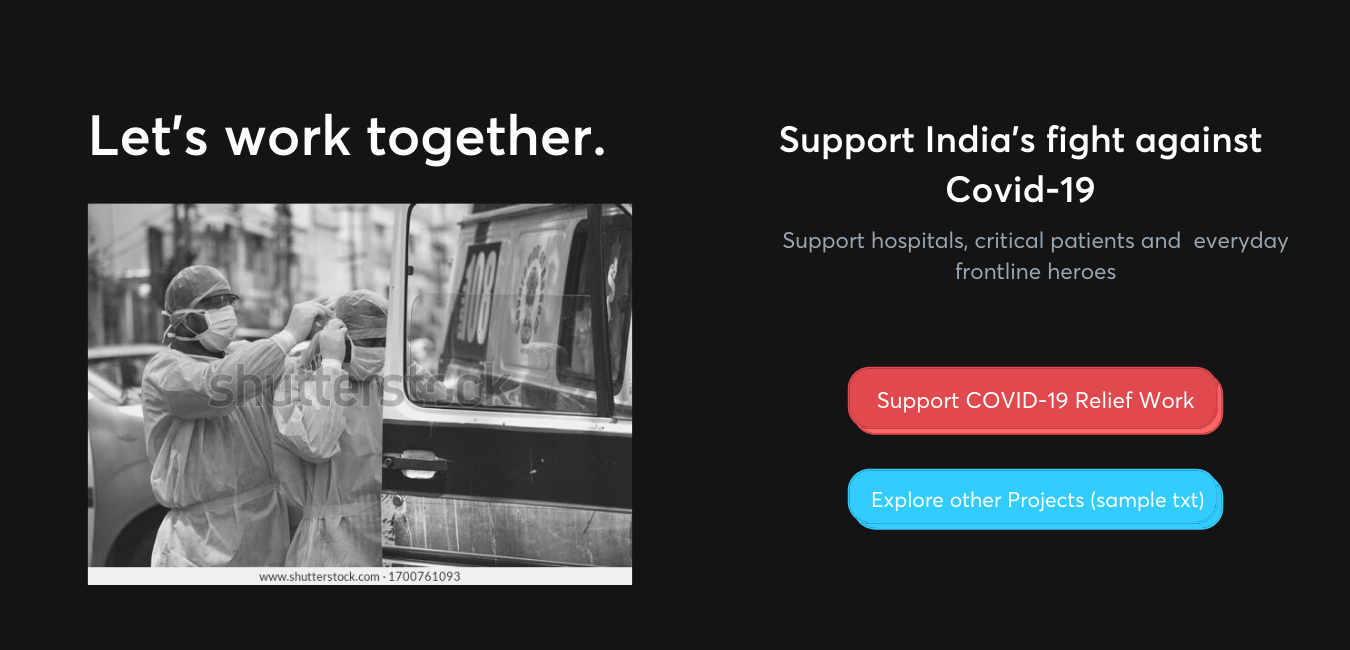 Let's work together.
108
shutterstock
www.shutterstock.com · 1700761093
Support India's fight against
Covid-19
Support hospitals, critical patients and  everyday
frontline heroes
Support COVID-19 Relief Work
Explore other Projects (sample txt)